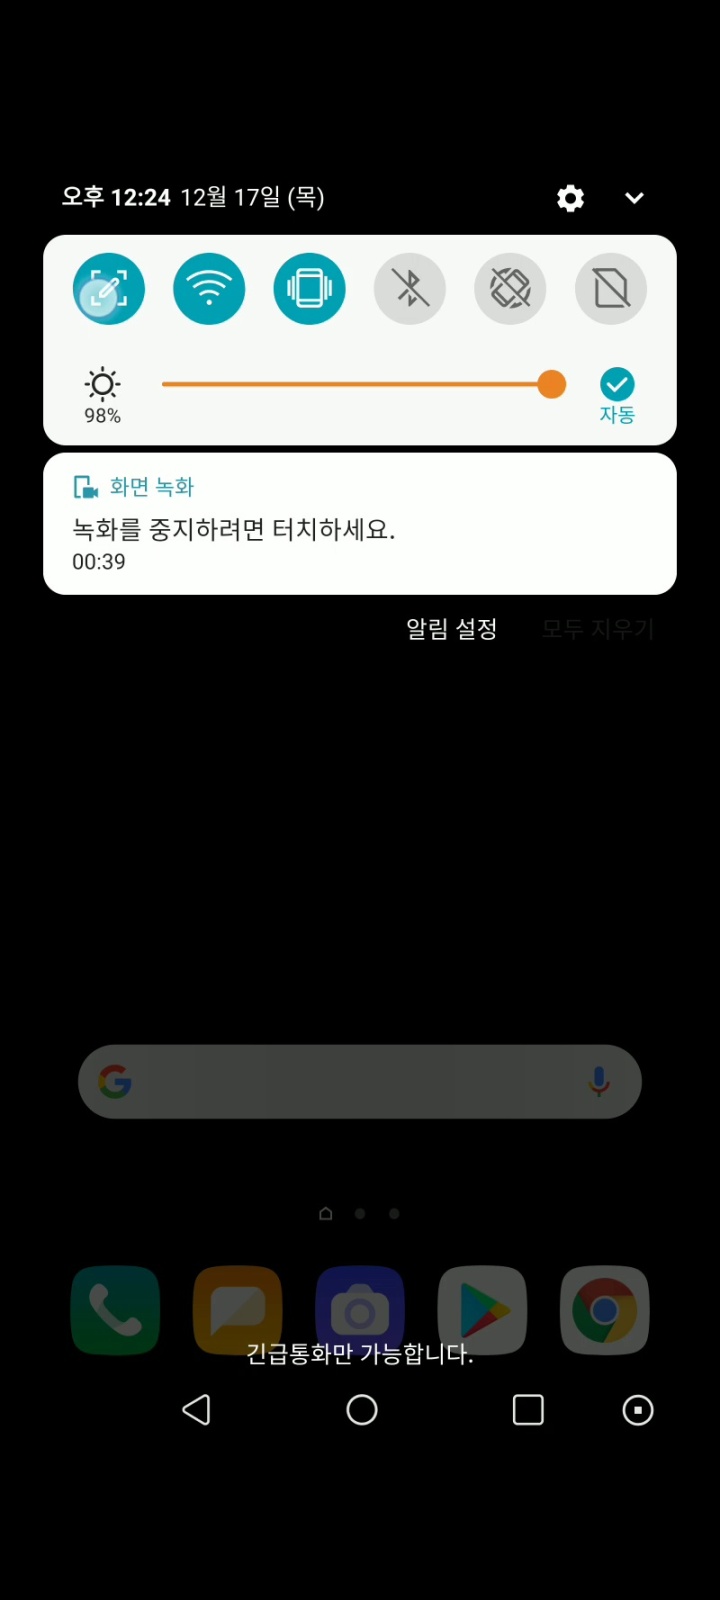 오후 12:24 12월 17일 (목)
98%
자동
화면 녹화
녹화를 중지하려면 터치하세요.
00:39
알림 설정 모두 지우기
긴급통화만 가능합니다.